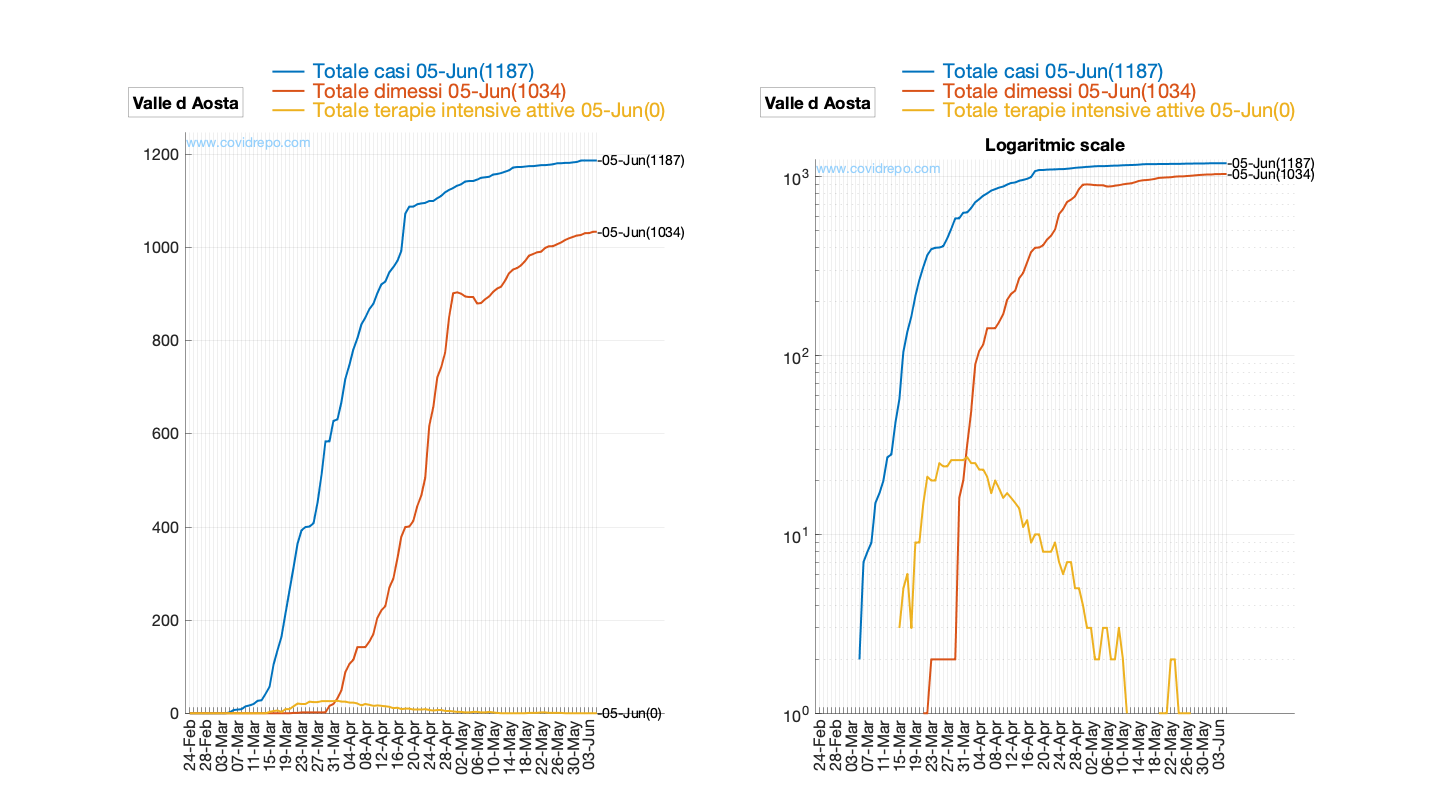 Totale casi 05-Jun(1187)
Totale dimessi 05-Jun(1034)
Totale terapie intensive attive 05-Jun(0)
Valle d Aosta
www.covidrepo.com
1200
1000
800
600
400
200
0
-05-Jun(1187)
-05-Jun(1034)
-05-Jun(0)
24-Feb
28-Feb
03-Mar
07-Mar
11-Mar
15-Mar
19-Mar
23-Mar
27-Mar
31-Mar
04-Apr
08-Apr
12-Apr
16-Apr
20-Apr
24-Apr
28-Apr
02-May
06-May
10-May
14-May
18-May
22-May
26-May
30-May
03-Jun
Totale casi 05-Jun(1187)
Totale dimessi 05-Jun(1034)
Totale terapie intensive attive 05-Jun(0)
Valle d Aosta
Logaritmic scale
www.covidrepo.com
10³
10²
10¹
10⁰
-05-Jun(1187)
-05-Jun(1034)
24-Feb
28-Feb
03-Mar
07-Mar
11-Mar
15-Mar
19-Mar
23-Mar
27-Mar
31-Mar
04-Apr
08-Apr
12-Apr
16-Apr
20-Apr
24-Apr
28-Apr
02-May
06-May
10-May
14-May
18-May
22-May
26-May
30-May
03-Jun